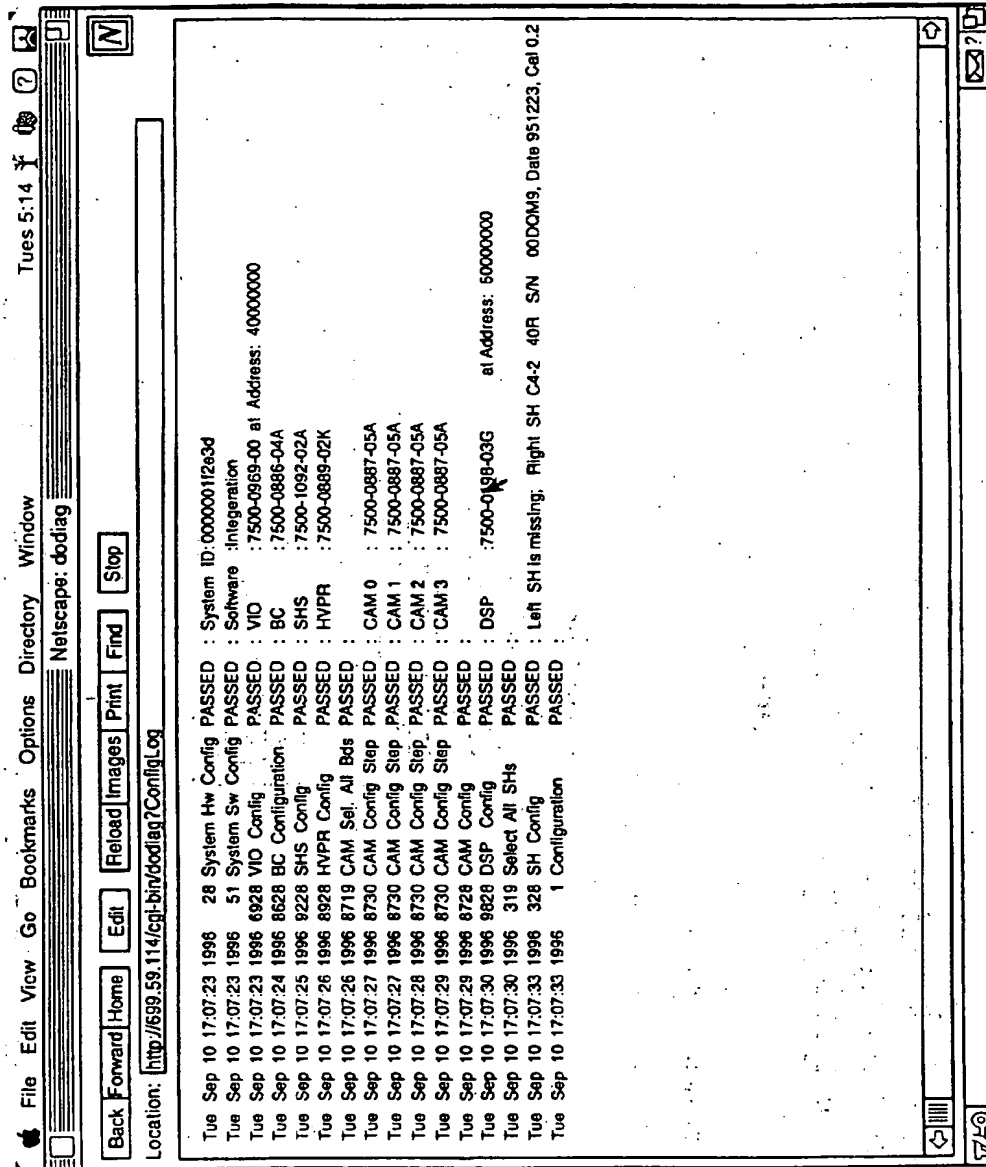 File Edit View Go Bookmarks Options Directory Window Tues 5:14 ?
Netscape: dodiag
Back Forward Home Edit Reload Images Print Find Stop N
Location: http://699.59.114/cgi-bin/dodiag?ConfigLog
Tue Sep 10 17:07:23 1996 28 System Hw Config PASSED : System ID:0000001f2e3d
Tue Sep 10 17:07:23 1996 51 System Sw Config PASSED : Software :Integeration
Tue Sep 10 17:07:23 1996 6928 VIO Config PASSED : VIO :7500-0969-00 at Address: 40000000
Tue Sep 10 17:07:24 1996 8628 BC Configuration PASSED : BC :7500-0886-04A
Tue Sep 10 17:07:25 1996 9228 SHS Config PASSED : SHS :7500-1092-02A
Tue Sep 10 17:07:26 1996 8928 HVPR Config PASSED : HVPR :7500-0889-02K
Tue Sep 10 17:07:26 1996 8719 CAM Sel. All Bds PASSED :
Tue Sep 10 17:07:27 1996 8730 CAM Config Step PASSED : CAM 0 : 7500-0887-05A
Tue Sep 10 17:07:27 1996 8730 CAM Config Step PASSED : CAM 1 : 7500-0887-05A
Tue Sep 10 17:07:28 1996 8730 CAM Config Step PASSED : CAM 2 : 7500-0887-05A
Tue Sep 10 17:07:29 1996 8730 CAM Config Step PASSED : CAM 3 : 7500-0887-05A
Tue Sep 10 17:07:29 1996 8728 CAM Config PASSED :
Tue Sep 10 17:07:30 1996 9828 DSP Config PASSED : DSP :7500-0198-03G at Address: 60000000
Tue Sep 10 17:07:30 1996 319 Select All SHs PASSED :
Tue Sep 10 17:07:33 1996 328 SH Config PASSED : Left SH is missing; Right SH C4-2 40R S/N 00DQM9, Date 951223, Cal 0.2
Tue Sep 10 17:07:33 1996 1 Configuration PASSED :
?